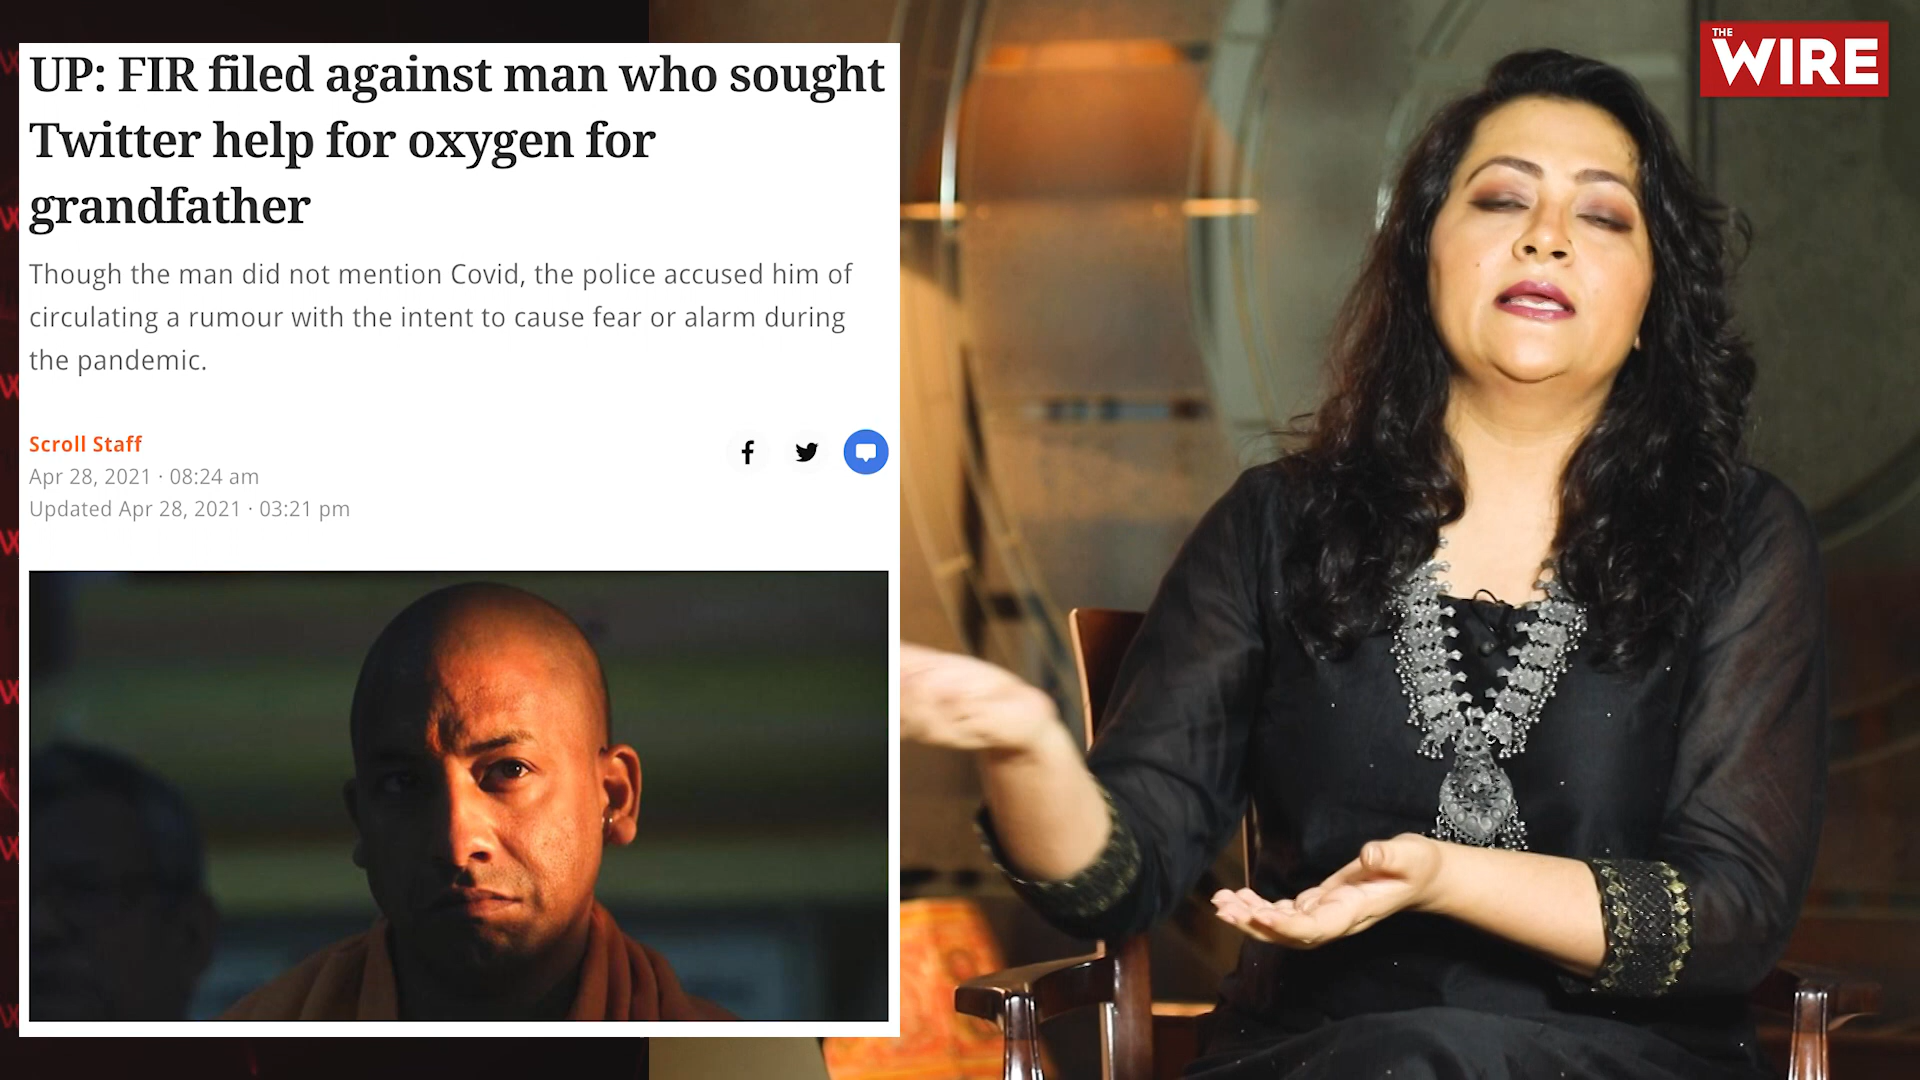 UP: FIR filed against man who sought
Twitter help for oxygen for
grandfather
Though the man did not mention Covid, the police accused him of
circulating a rumour with the intent to cause fear or alarm during
the pandemic.
Scroll Staff
Apr 28, 2021 · 08:24 am
Updated Apr 28, 2021 · 03:21 pm
THE
WIRE